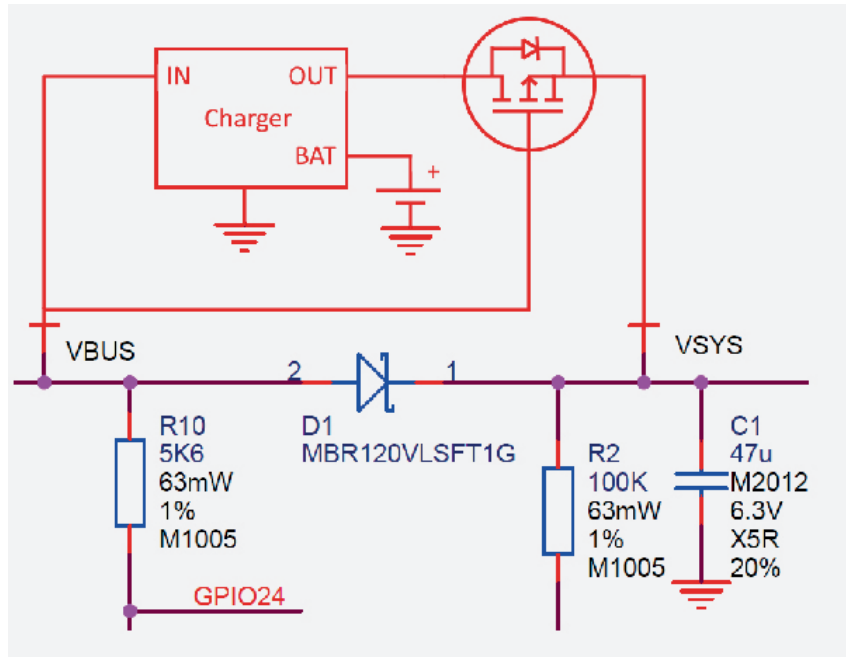 IN
OUT
Charger
BAT
+
VBUS
VSYS
2
1
R10
5K6
63mW
1%
M1005
D1
MBR120VLSFT1G
R2
100K
63mW
1%
M1005
C1
47u
M2012
6.3V
X5R
20%
GPIO24